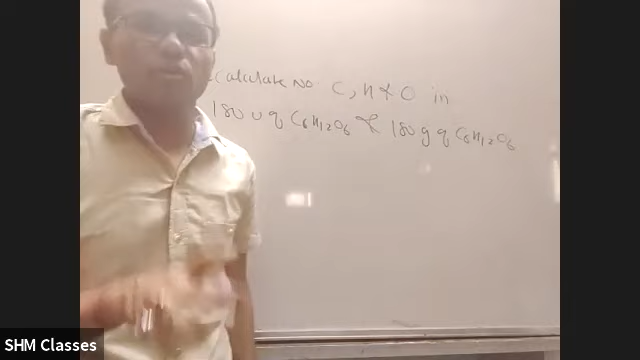 calculate No C, H & O in
180 u of C6H12O6 & 180 g of C6H12O6
SHM Classes